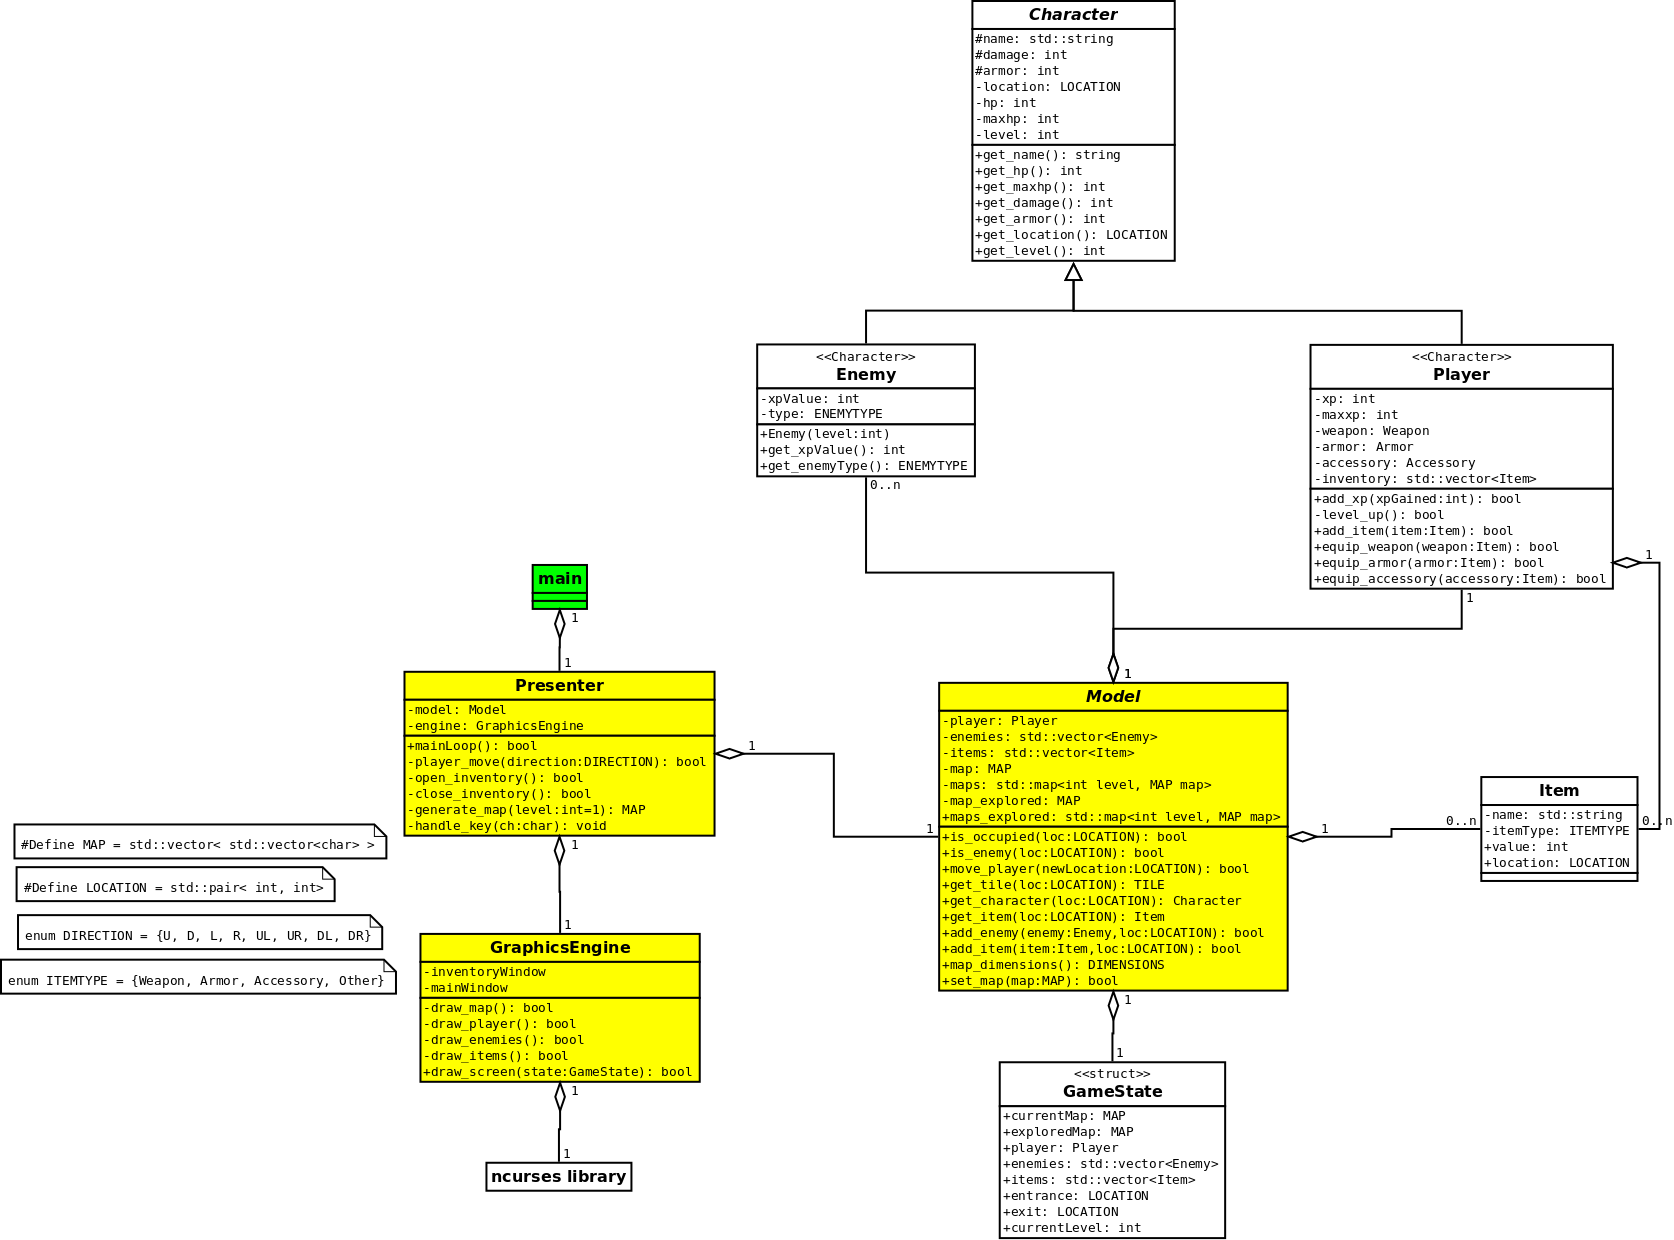 Character
#name: std::string
#damage: int
#armor: int
-location: LOCATION
-hp: int
-maxhp: int
-level: int
+get_name(): string
+get_hp(): int
+get_maxhp(): int
+get_damage(): int
+get_armor(): int
+get_location(): LOCATION
+get_level(): int
<<Character>>
Enemy
-xpValue: int
-type: ENEMYTYPE
+Enemy(level:int)
+get_xpValue(): int
+get_enemyType(): ENEMYTYPE
0..n
<<Character>>
Player
-xp: int
-maxxp: int
-weapon: Weapon
-armor: Armor
-accessory: Accessory
-inventory: std::vector<Item>
+add_xp(xpGained:int): bool
-level_up(): bool
+add_item(item:Item): bool
+equip_weapon(weapon:Item): bool
+equip_armor(armor:Item): bool
+equip_accessory(accessory:Item): bool
1
1
main
1
1
Presenter
-model: Model
-engine: GraphicsEngine
+mainLoop(): bool
-player_move(direction:DIRECTION): bool
-open_inventory(): bool
-close_inventory(): bool
-generate_map(level:int=1): MAP
-handle_key(ch:char): void
1
1
1
Model
-player: Player
-enemies: std::vector<Enemy>
-items: std::vector<Item>
-map: MAP
-maps: std::map<int level, MAP map>
-map_explored: MAP
+maps_explored: std::map<int level, MAP map>
+is_occupied(loc:LOCATION): bool
+is_enemy(loc:LOCATION): bool
+move_player(newLocation:LOCATION): bool
+get_tile(loc:LOCATION): TILE
+get_character(loc:LOCATION): Character
+get_item(loc:LOCATION): Item
+add_enemy(enemy:Enemy,loc:LOCATION): bool
+add_item(item:Item,loc:LOCATION): bool
+map_dimensions(): DIMENSIONS
+set_map(map:MAP): bool
1
1
0..n
Item
-name: std::string
-itemType: ITEMTYPE
+value: int
+location: LOCATION
0..n
#Define MAP = std::vector< std::vector<char> >
#Define LOCATION = std::pair< int, int>
enum DIRECTION = {U, D, L, R, UL, UR, DL, DR}
enum ITEMTYPE = {Weapon, Armor, Accessory, Other}
1
1
GraphicsEngine
-inventoryWindow
-mainWindow
-draw_map(): bool
-draw_player(): bool
-draw_enemies(): bool
-draw_items(): bool
+draw_screen(state:GameState): bool
1
1
ncurses library
1
<<struct>>
GameState
+currentMap: MAP
+exploredMap: MAP
+player: Player
+enemies: std::vector<Enemy>
+items: std::vector<Item>
+entrance: LOCATION
+exit: LOCATION
+currentLevel: int